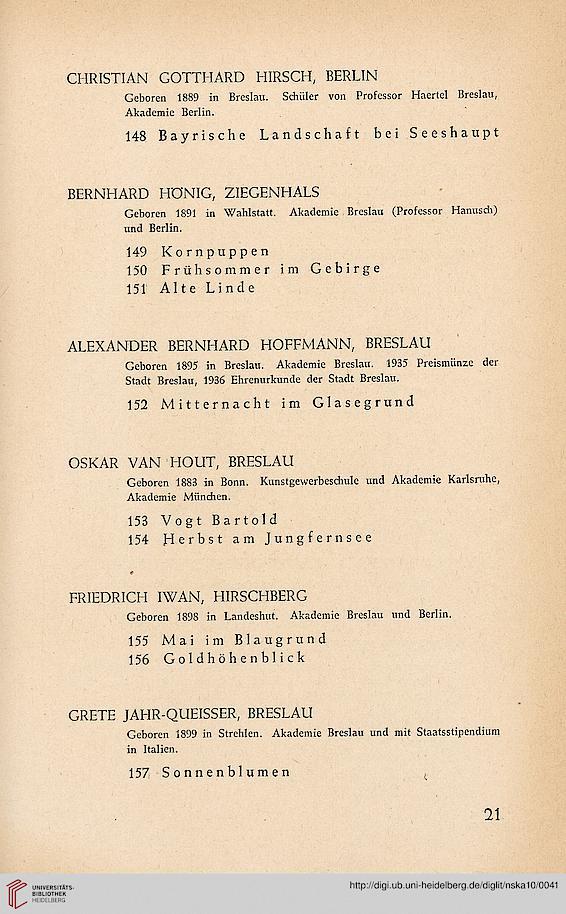 CHRISTIAN GOTTHARD HIRSCH, BERLIN
Geboren 1889 in Breslau. Schüler von Professor Haertel Breslau,
Akademie Berlin.
148 Bayrische Landschaft bei Seeshaupt
BERNHARD HÖNIG, ZIEGENHALS
Geboren 1891 in Wahlstatt. Akademie Breslau (Professor Hanusch)
und Berlin.
149 Kornpuppen
150 Frühsommer im Gebirge
151 Alte Linde
ALEXANDER BERNHARD HOFFMANN, BRESLAU
Geboren 1895 in Breslau. Akademie Breslau. 1935 Preismünze der
Stadt Breslau, 1936 Ehrenurkunde der Stadt Breslau.
152 Mitternacht im Glasegrund
OSKAR VAN HOUT, BRESLAU
Geboren 1883 in Bonn. Kunstgewerbeschule und Akademie Karlsruhe,
Akademie München.
153 Vogt Bartold
154 Herbst am Jungfernsee
FRIEDRICH IWAN, HIRSCHBERG
Geboren 1898 in Landeshut. Akademie Breslau und Berlin.
155 Mai im Blaugrund
156 Goldhöhenblick
GRETE JAHR-QUEISSER, BRESLAU
Geboren 1899 in Strehlen. Akademie Breslau und mit Staatsstipendium
in Italien.
157 Sonnenblumen
21
UNIVERSITÄTS-
BIBLIOTHEK
HEIDELBERG
http://digi.ub.uni-heidelberg.de/diglit/nska10/0041